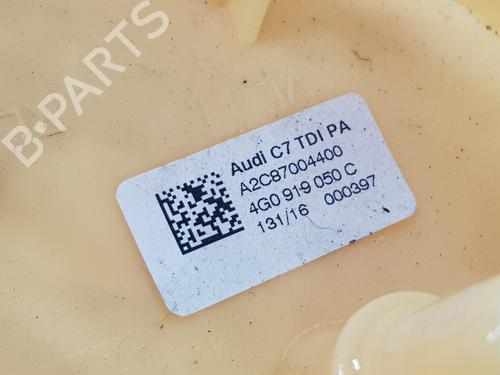 B-PARTS
Audi C7 TDI PA
A2C87004400
4G0 919 050 C
131/16 000397